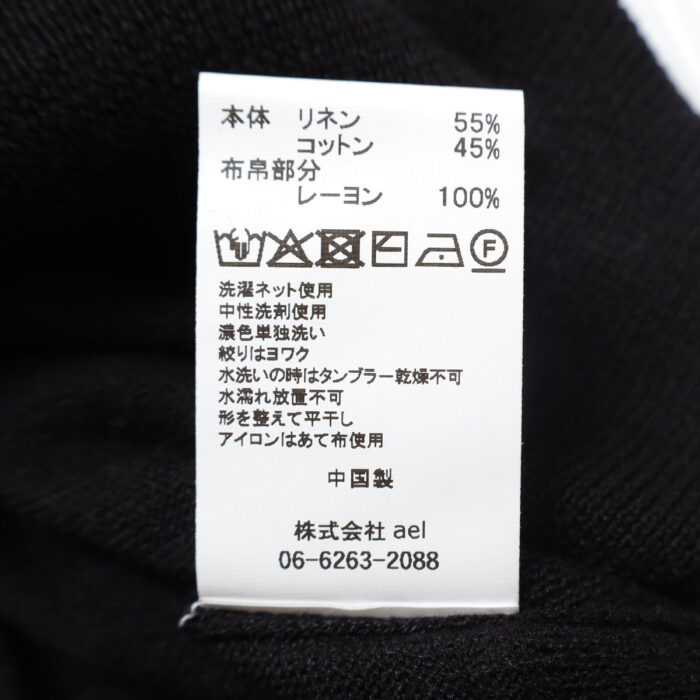 本体 リネン 55%
コットン 45%
布帛部分
レーヨン 100%
F
洗濯ネット使用
中性洗剤使用
濃色単独洗い
絞りはヨワク
水洗いの時はタンブラー乾燥不可
水濡れ放置不可
形を整えて平干し
アイロンはあて布使用
中国製
株式会社 ael
06-6263-2088